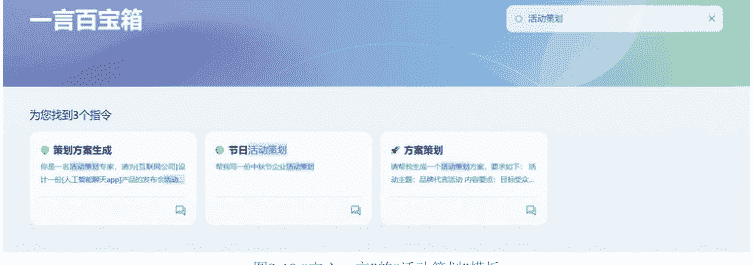 一言百宝箱
活动策划
为您找到3个指令
策划方案生成
你是一名活动策划专家，请为[互联网公司]设
计一份[人工智能聊天app]产品的发布会活动...
节日活动策划
帮我写一份中秋节企业活动策划
方案策划
请帮我生成一个活动策划方案，要求如下：活
动主题：品牌代言活动 内容要点：目标受众...